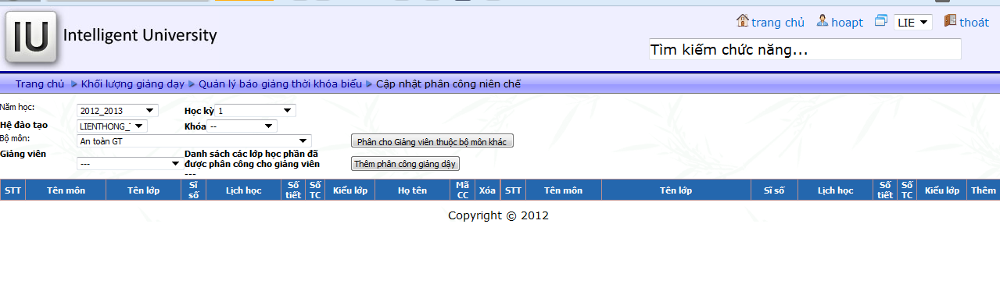 IU Intelligent University
trang chủ hoapt LIE thoát
Tìm kiếm chức năng...
Trang chủ Khối lượng giảng dạy Quản lý báo giảng thời khóa biểu Cập nhật phân công niên chế
Năm học: 2012_2013 Học kỳ 1
Hệ đào tạo LIENTHONG_ Khóa --
Bộ môn: An toàn GT Phân cho Giảng viên thuộc bộ môn khác
Giảng viên --- Danh sách các lớp học phần đã
được phân công cho giảng viên Thêm phân công giảng dậy
---
STT Tên môn Tên lớp Sĩ số Lịch học Số tiết Số TC Kiểu lớp Họ tên Mã CC Xóa STT Tên môn Tên lớp Sĩ số Lịch học Số tiết Số TC Kiểu lớp Thêm
Copyright © 2012